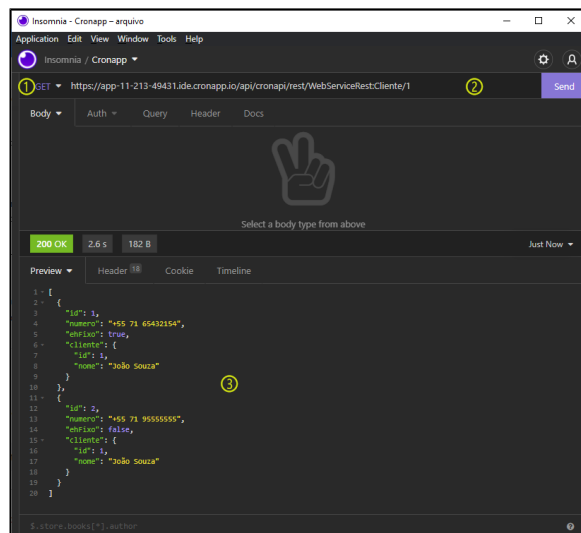 Insomnia - Cronapp – arquivo
Application Edit View Window Tools Help
Insomnia / Cronapp
1 GET https://app-11-213-49431.ide.cronapp.io/api/cronapi/rest/WebServiceRest:Cliente/1 2 Send
Body Auth Query Header Docs
Select a body type from above
200 OK 2.6 s 182 B Just Now
Preview Header 18 Cookie Timeline
1 [
2 {
3 "id": 1,
4 "numero": "+55 71 65432154",
5 "ehFixo": true,
6 "cliente": {
7 "id": 1,
8 "nome": "João Souza"
9 }
10 },
11 {
12 "id": 2,
13 "numero": "+55 71 95555555",
14 "ehFixo": false,
15 "cliente": {
16 "id": 1,
17 "nome": "João Souza"
18 }
19 }
20 ]
3
$.store.books[*].author